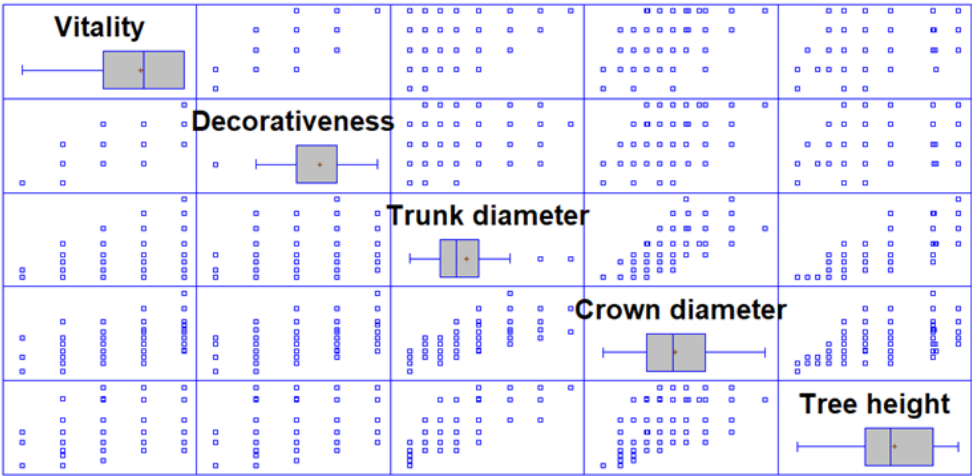 Vitality
Decorativeness
Trunk diameter
Crown diameter
Tree height